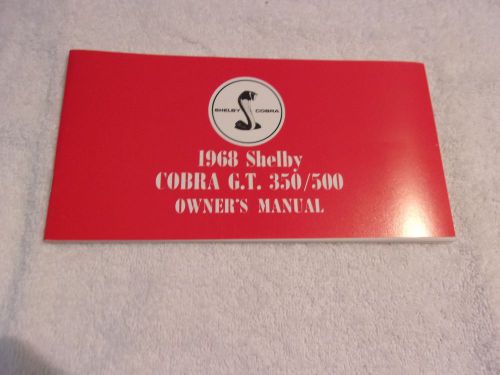 SHELBY COBRA
1968 Shelby
COBRA G.T. 350/500
OWNER'S MANUAL